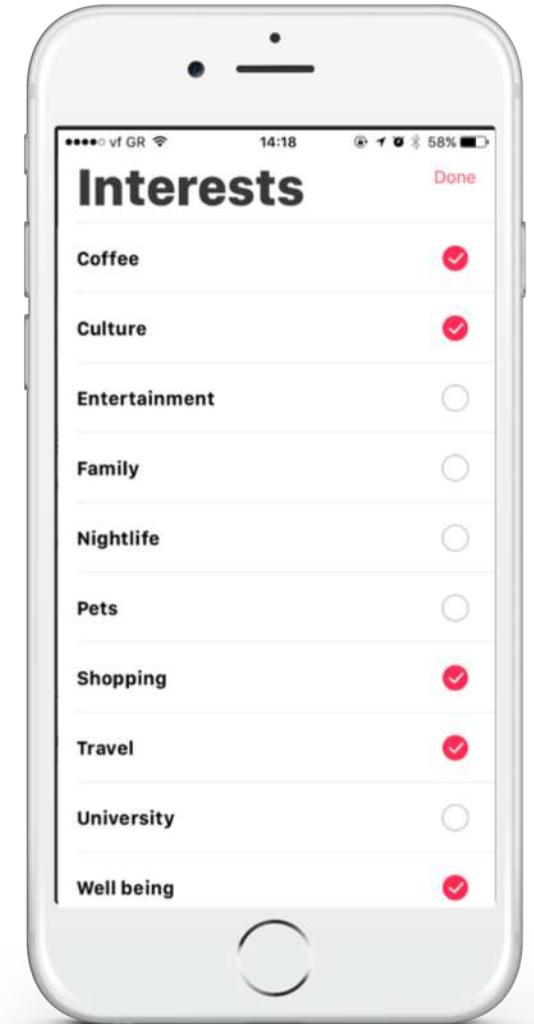 vf GR 14:18 58%
Interests Done
Coffee
Culture
Entertainment
Family
Nightlife
Pets
Shopping
Travel
University
Well being